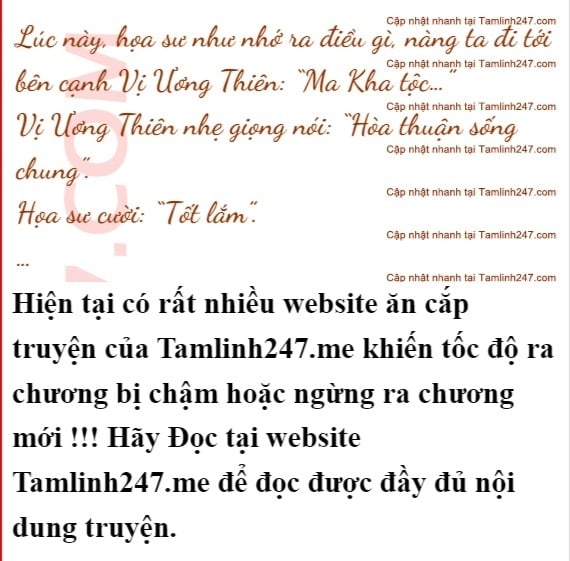 Cập nhật nhanh tại Tamlinh247.com
Lúc này, họa sư như nhớ ra điều gì, nàng ta đi tới
Cập nhật nhanh tại Tamlinh247.com
bên cạnh Vị Ương Thiên: "Ma Kha tộc..."
Cập nhật nhanh tại Tamlinh247.com
Vị Ương Thiên nhẹ giọng nói: "Hòa thuận sống
Cập nhật nhanh tại Tamlinh247.com
chung".
Cập nhật nhanh tại Tamlinh247.com
Họa sư cười: "Tốt lắm".
Cập nhật nhanh tại Tamlinh247.com
...
Cập nhật nhanh tại Tamlinh247.com
.COM
Hiện tại có rất nhiều website ăn cắp
truyện của Tamlinh247.me khiến tốc độ ra
chương bị chậm hoặc ngừng ra chương
mới !!! Hãy Đọc tại website
Tamlinh247.me để đọc được đầy đủ nội
dung truyện.